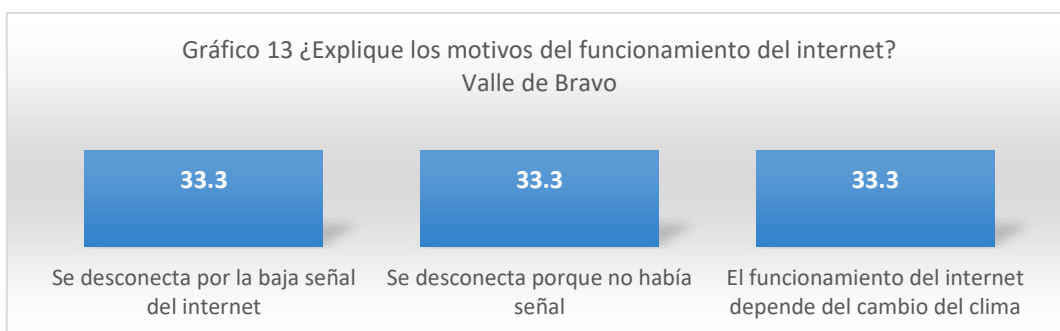 Gráfico 13 ¿Explique los motivos del funcionamiento del internet?
Valle de Bravo
33.3
33.3
33.3
Se desconecta por la baja señal
del internet
Se desconecta porque no había
señal
El funcionamiento del internet
depende del cambio del clima